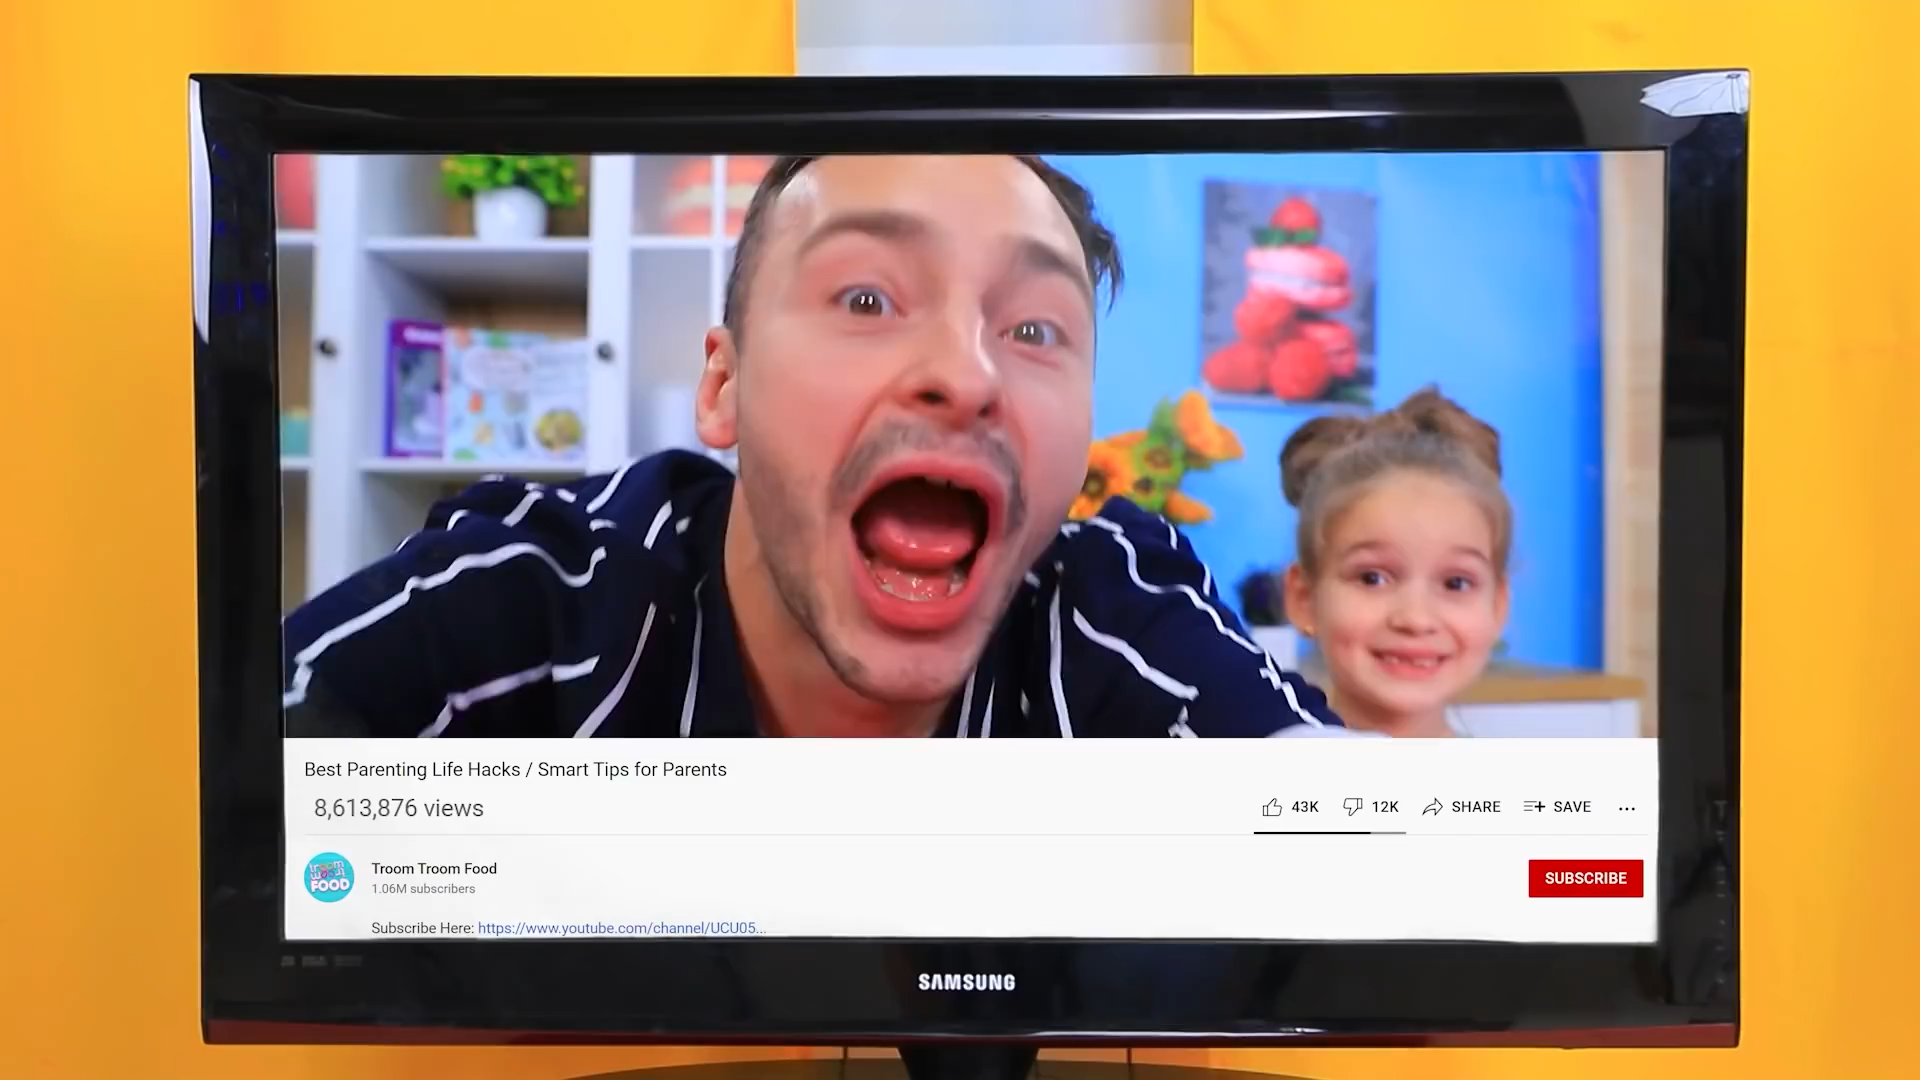 Best Parenting Life Hacks / Smart Tips for Parents
8,613,876 views
43K
12K
SHARE
SAVE
FOOD
Troom Troom Food
1.06M subscribers
SUBSCRIBE
Subscribe Here: https://www.youtube.com/channel/UCU05...
SAMSUNG